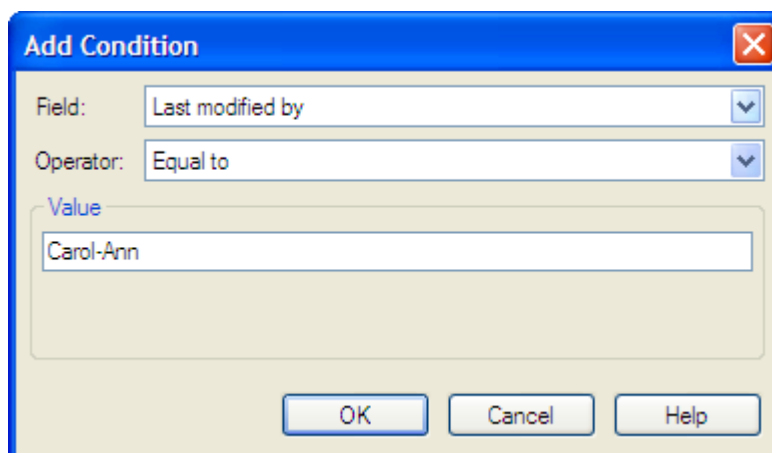 Add Condition
Field: Last modified by
Operator: Equal to
Value
Carol-Ann
OK Cancel Help